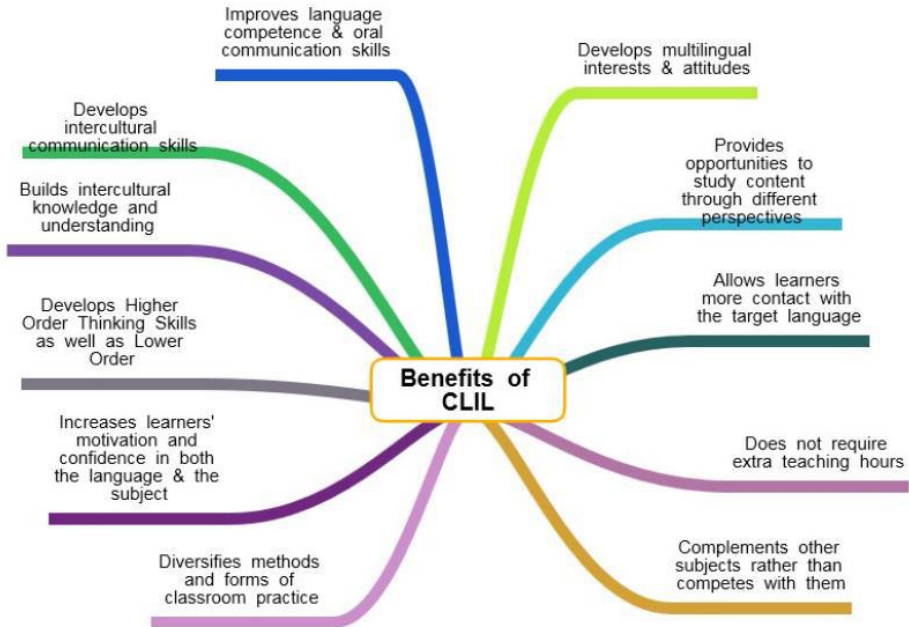 Benefits of
CLIL
Improves language
competence & oral
communication skills
Develops multilingual
interests & attitudes
Develops
intercultural
communication skills
Provides
opportunities to
study content
through different
perspectives
Builds intercultural
knowledge and
understanding
Allows learners
more contact with
the target language
Develops Higher
Order Thinking Skills
as well as Lower
Order
Does not require
extra teaching hours
Increases learners'
motivation and
confidence in both
the language & the
subject
Complements other
subjects rather than
competes with them
Diversifies methods
and forms of
classroom practice